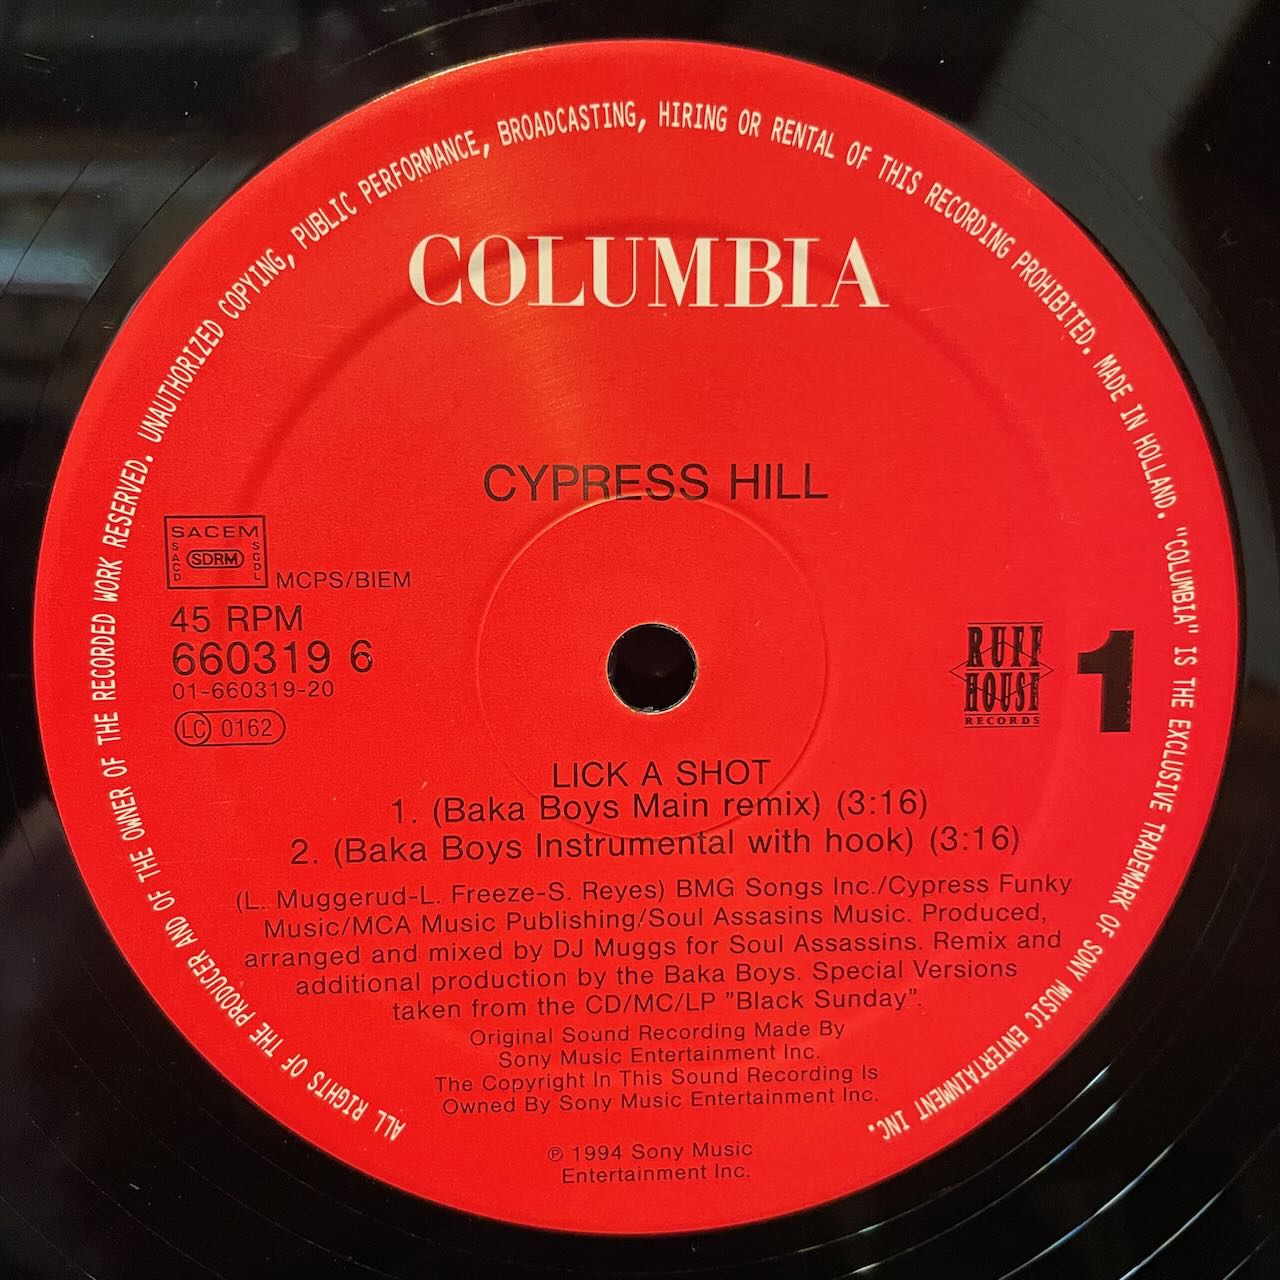 ALL RIGHTS OF THE PRODUCER AND OF THE OWNER OF THE RECORDED WORK RESERVED. UNAUTHORIZED COPYING, PUBLIC PERFORMANCE, BROADCASTING, HIRING OR RENTAL OF THIS RECORDING PROHIBITED. MADE IN HOLLAND. "COLUMBIA" IS THE EXCLUSIVE TRADEMARK OF SONY MUSIC ENTERTAINMENT INC.
COLUMBIA
CYPRESS HILL
SACEM
SACD
SDRM
SGDL
MCPS/BIEM
45 RPM
660319 6
01-660319-20
LC 0162
RUFF
HOUSE
RECORDS
1
LICK A SHOT
1. (Baka Boys Main remix) (3:16)
2. (Baka Boys Instrumental with hook) (3:16)
(L. Muggerud-L. Freeze-S. Reyes) BMG Songs Inc./Cypress Funky
Music/MCA Music Publishing/Soul Assasins Music. Produced,
arranged and mixed by DJ Muggs for Soul Assassins. Remix and
additional production by the Baka Boys. Special Versions
taken from the CD/MC/LP "Black Sunday".
Original Sound Recording Made By
Sony Music Entertainment Inc.
The Copyright In This Sound Recording Is
Owned By Sony Music Entertainment Inc.
℗ 1994 Sony Music
Entertainment Inc.